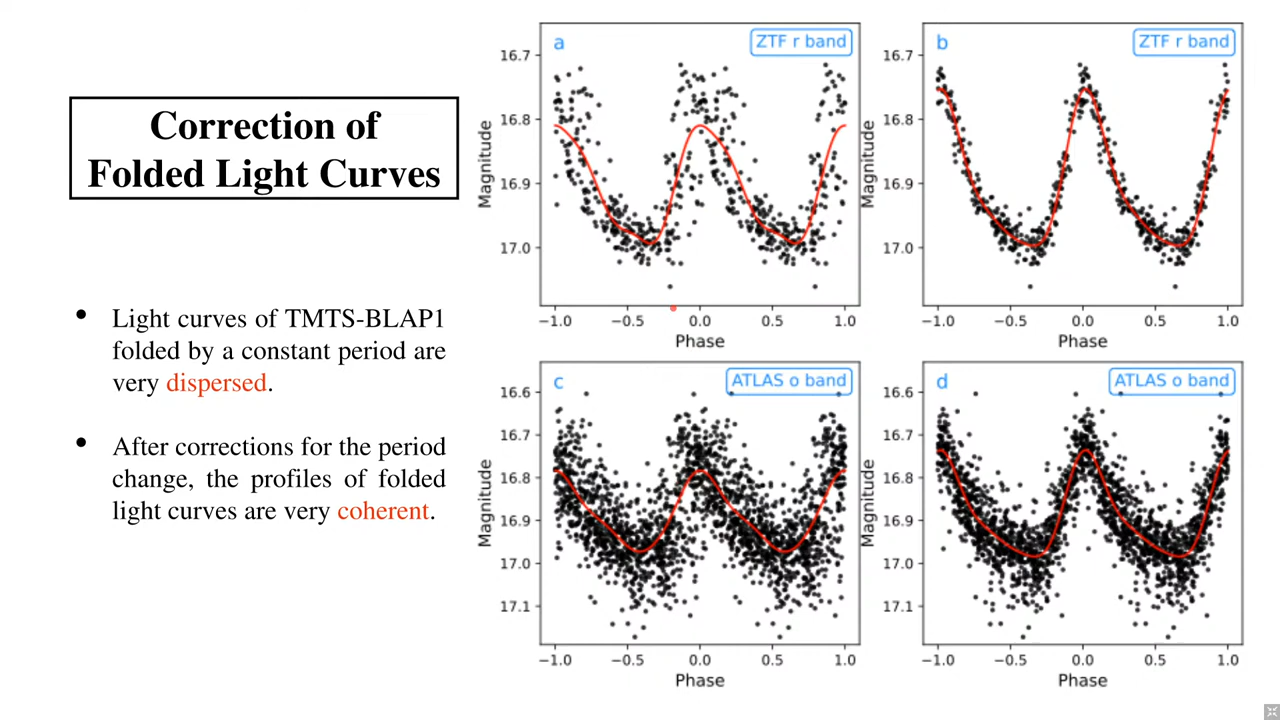 Correction of
Folded Light Curves
• Light curves of TMTS-BLAP1
folded by a constant period are
very dispersed.
• After corrections for the period
change, the profiles of folded
light curves are very coherent.
a
ZTF r band
16.7
16.8
16.9
17.0
Magnitude
−1.0 −0.5 0.0 0.5 1.0
Phase
b
ZTF r band
16.7
16.8
16.9
17.0
Magnitude
−1.0 −0.5 0.0 0.5 1.0
Phase
c
ATLAS o band
16.6
16.7
16.8
16.9
17.0
17.1
Magnitude
−1.0 −0.5 0.0 0.5 1.0
Phase
d
ATLAS o band
16.6
16.7
16.8
16.9
17.0
17.1
Magnitude
−1.0 −0.5 0.0 0.5 1.0
Phase